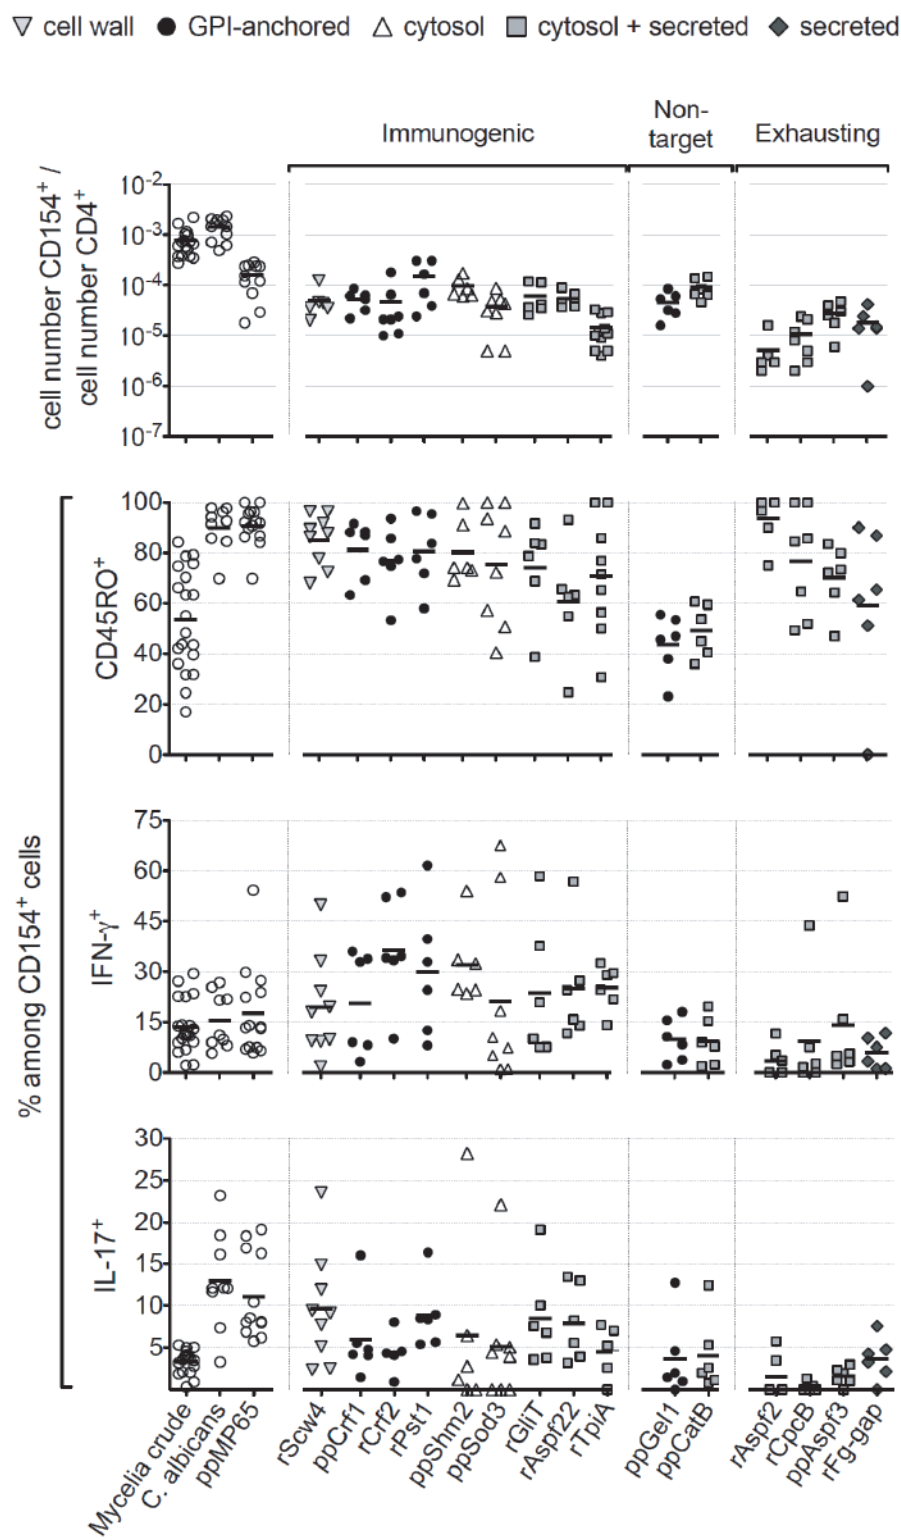 cell wall GPI-anchored cytosol cytosol + secreted secreted
Immunogenic
Non-
target
Exhausting
cell number CD154⁺ /
cell number CD4⁺
10⁻²
10⁻³
10⁻⁴
10⁻⁵
10⁻⁶
10⁻⁷
% among CD154⁺ cells
CD45RO⁺
100
80
60
40
20
0
IFN-γ⁺
75
60
45
30
15
0
IL-17⁺
30
25
20
15
10
5
Mycelia crude
C. albicans
ppMP65
rScw4
ppCrf1
rCrf2
rPst1
ppShm2
ppSod3
rGliT
rAspf22
rTpiA
ppGel1
ppCatB
rAspf2
rCpcB
ppAspf3
rFg-gap